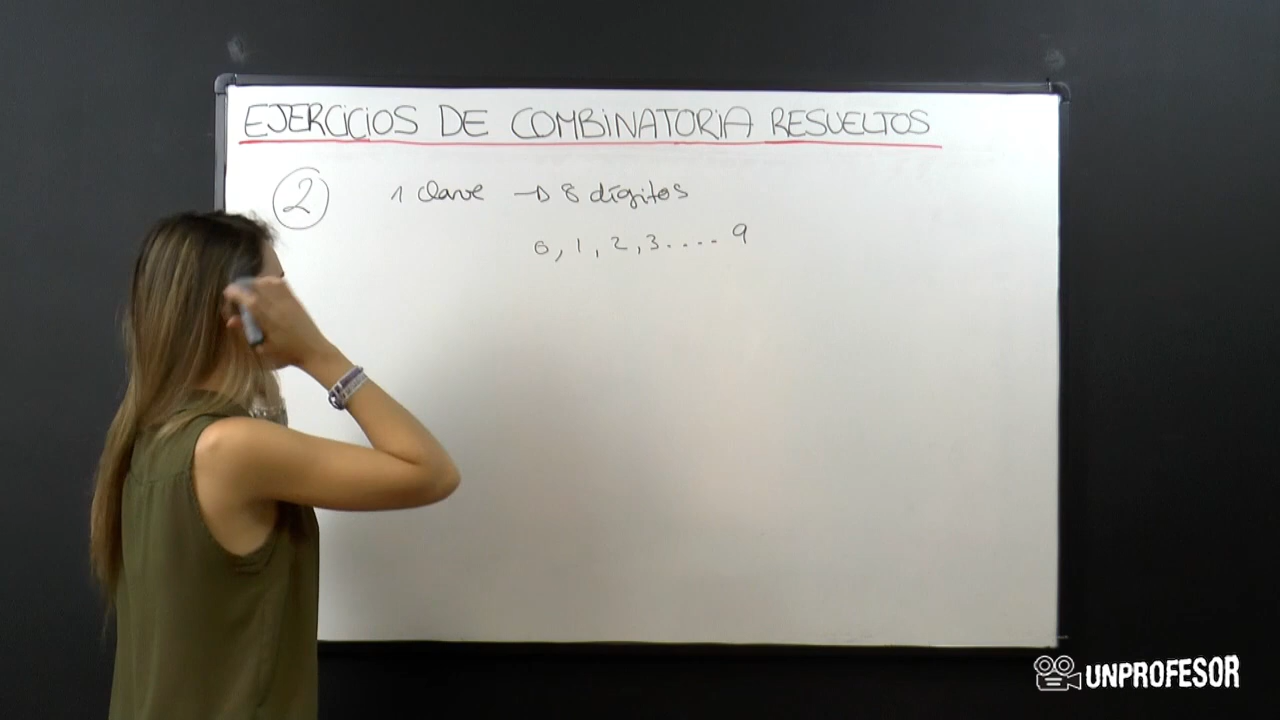 EJERCICIOS DE COMBINATORIA RESUELTOS
2 1 clave → 8 dígitos
0, 1, 2, 3.... 9
UNPROFESOR